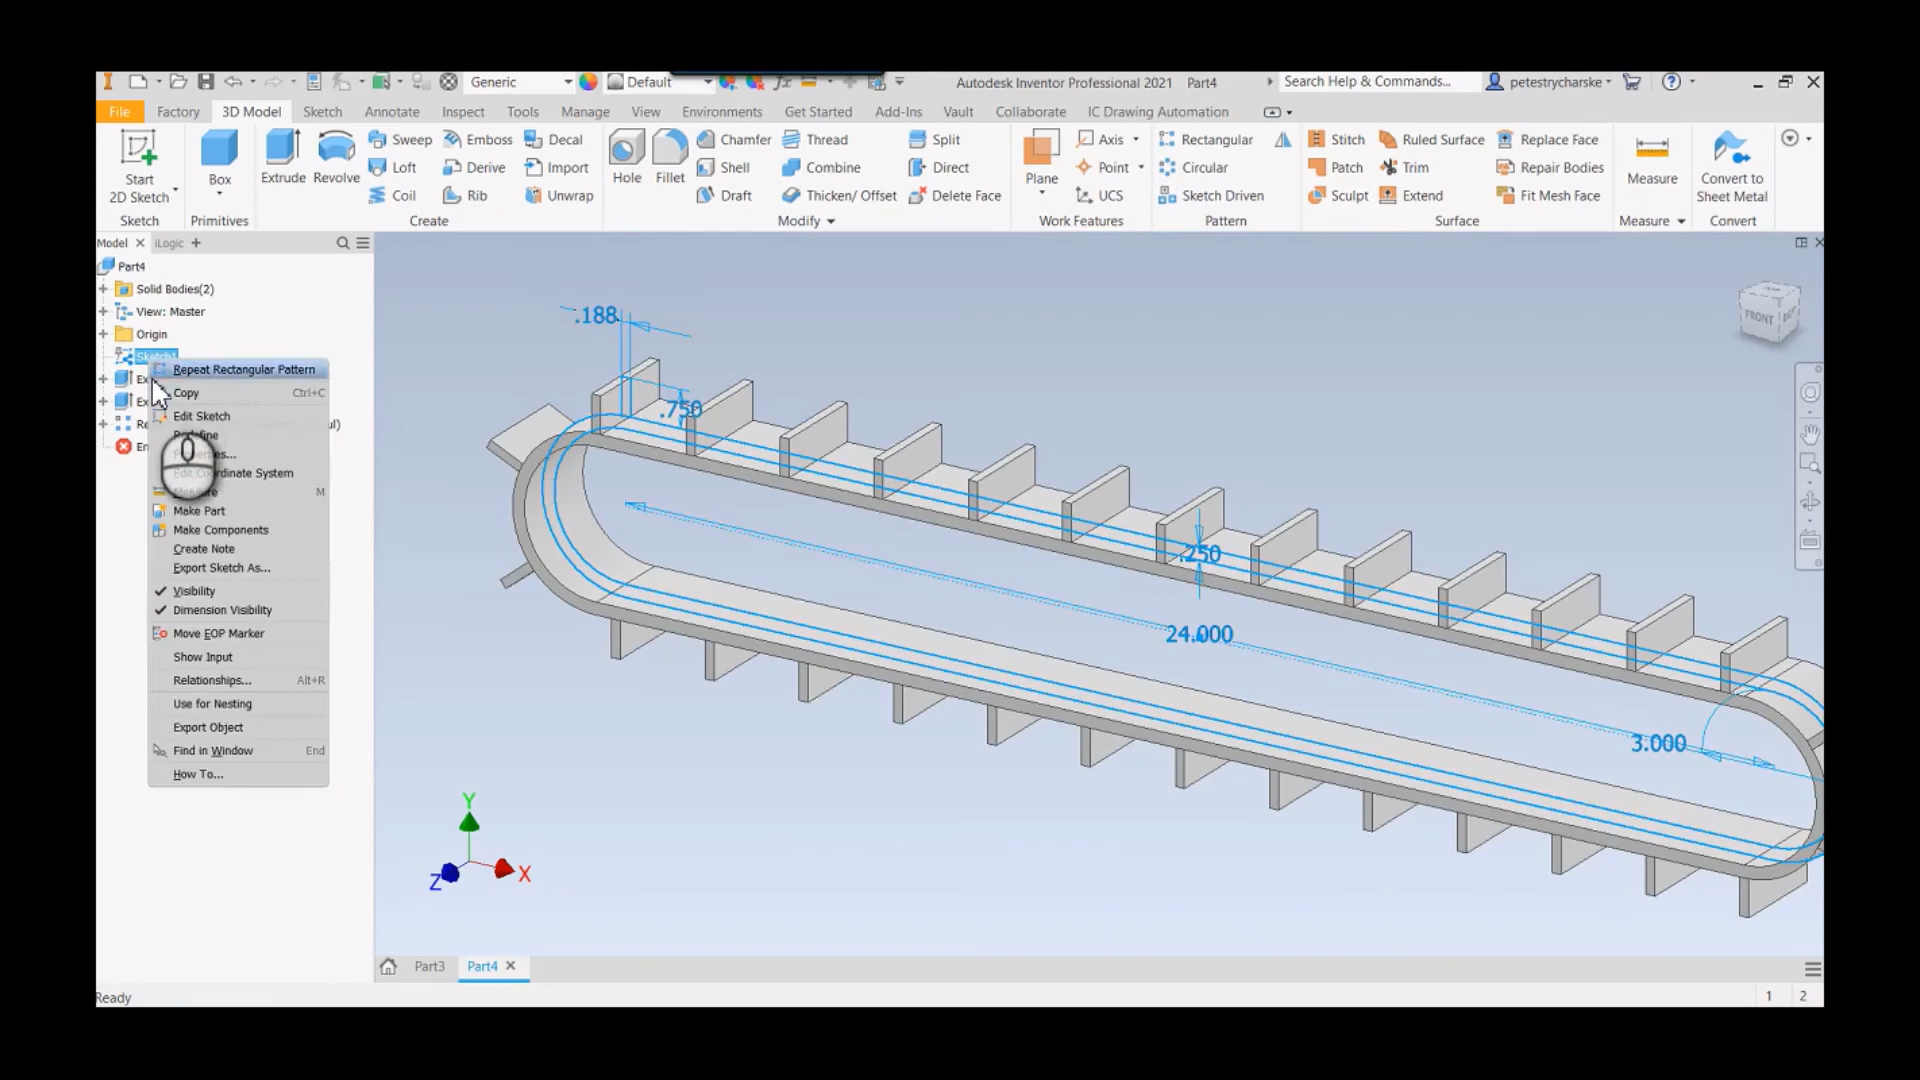 Generic
Default
Autodesk Inventor Professional 2021 Part4
Search Help & Commands...
petestrycharske
File Factory 3D Model Sketch Annotate Inspect Tools Manage View Environments Get Started Add-Ins Vault Collaborate IC Drawing Automation
Start
2D Sketch
Box
Extrude
Revolve
Sweep Emboss Decal
Loft Derive Import
Coil Rib Unwrap
Hole
Fillet
Chamfer Thread Split
Shell Combine Direct
Draft Thicken/ Offset Delete Face
Plane
Axis
Point
UCS
Rectangular
Circular
Sketch Driven
Stitch Ruled Surface Replace Face
Patch Trim Repair Bodies
Sculpt Extend Fit Mesh Face
Measure
Convert to
Sheet Metal
Sketch Primitives Create Modify Work Features Pattern Surface Measure Convert
Model iLogic
Part4
Solid Bodies(2)
View: Master
Origin
Sketch1
Repeat Rectangular Pattern
Copy Ctrl+C
Edit Sketch
M
Make Part
Make Components
Create Note
Export Sketch As...
Visibility
Dimension Visibility
Move EOP Marker
Show Input
Relationships... Alt+R
Use for Nesting
Export Object
Find in Window End
How To...
.188
.750
.250
24.000
3.000
FRONT
Y
Z
X
Part3
Part4
Ready
1 2